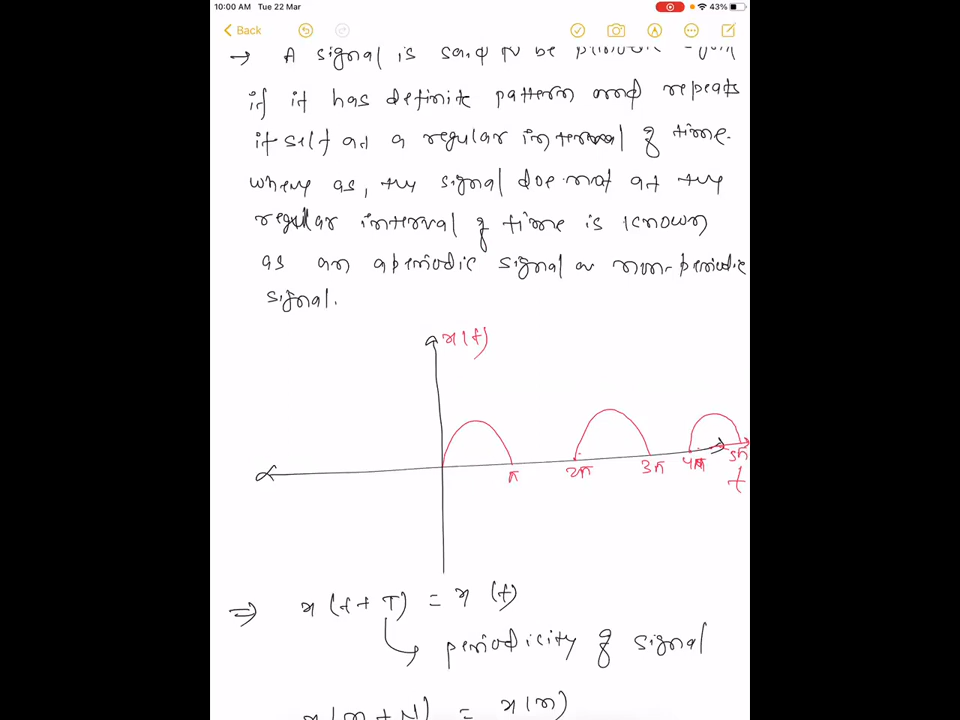 10:00 AM Tue 22 Mar
43%
Back
→ A signal is said to be
if it has definite pattern and repeats
itself at a regular interval of time.
where as, the signal doe not at the
regular interval of time is known
as an aperiodic signal or non-periodic
signal.
x(t)
π 2π 3π 4π 5π
t
⇒ x(t+T) = x(t)
periodicity of signal
x(n+N) = x(n)